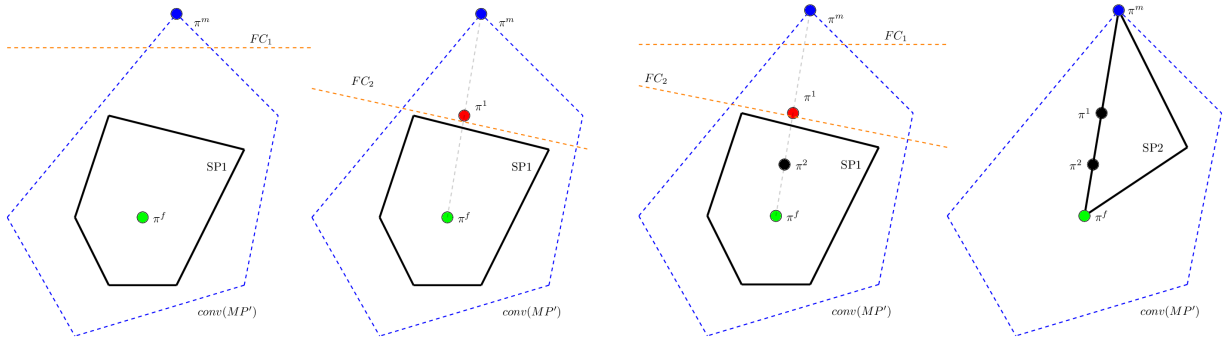 π^m
FC_1
SP1
π^f
conv(MP')
π^m
FC_2
π^1
SP1
π^f
conv(MP')
π^m
FC_1
FC_2
π^1
SP1
π^2
π^f
conv(MP')
π^m
π^1
SP2
π^2
π^f
conv(MP')